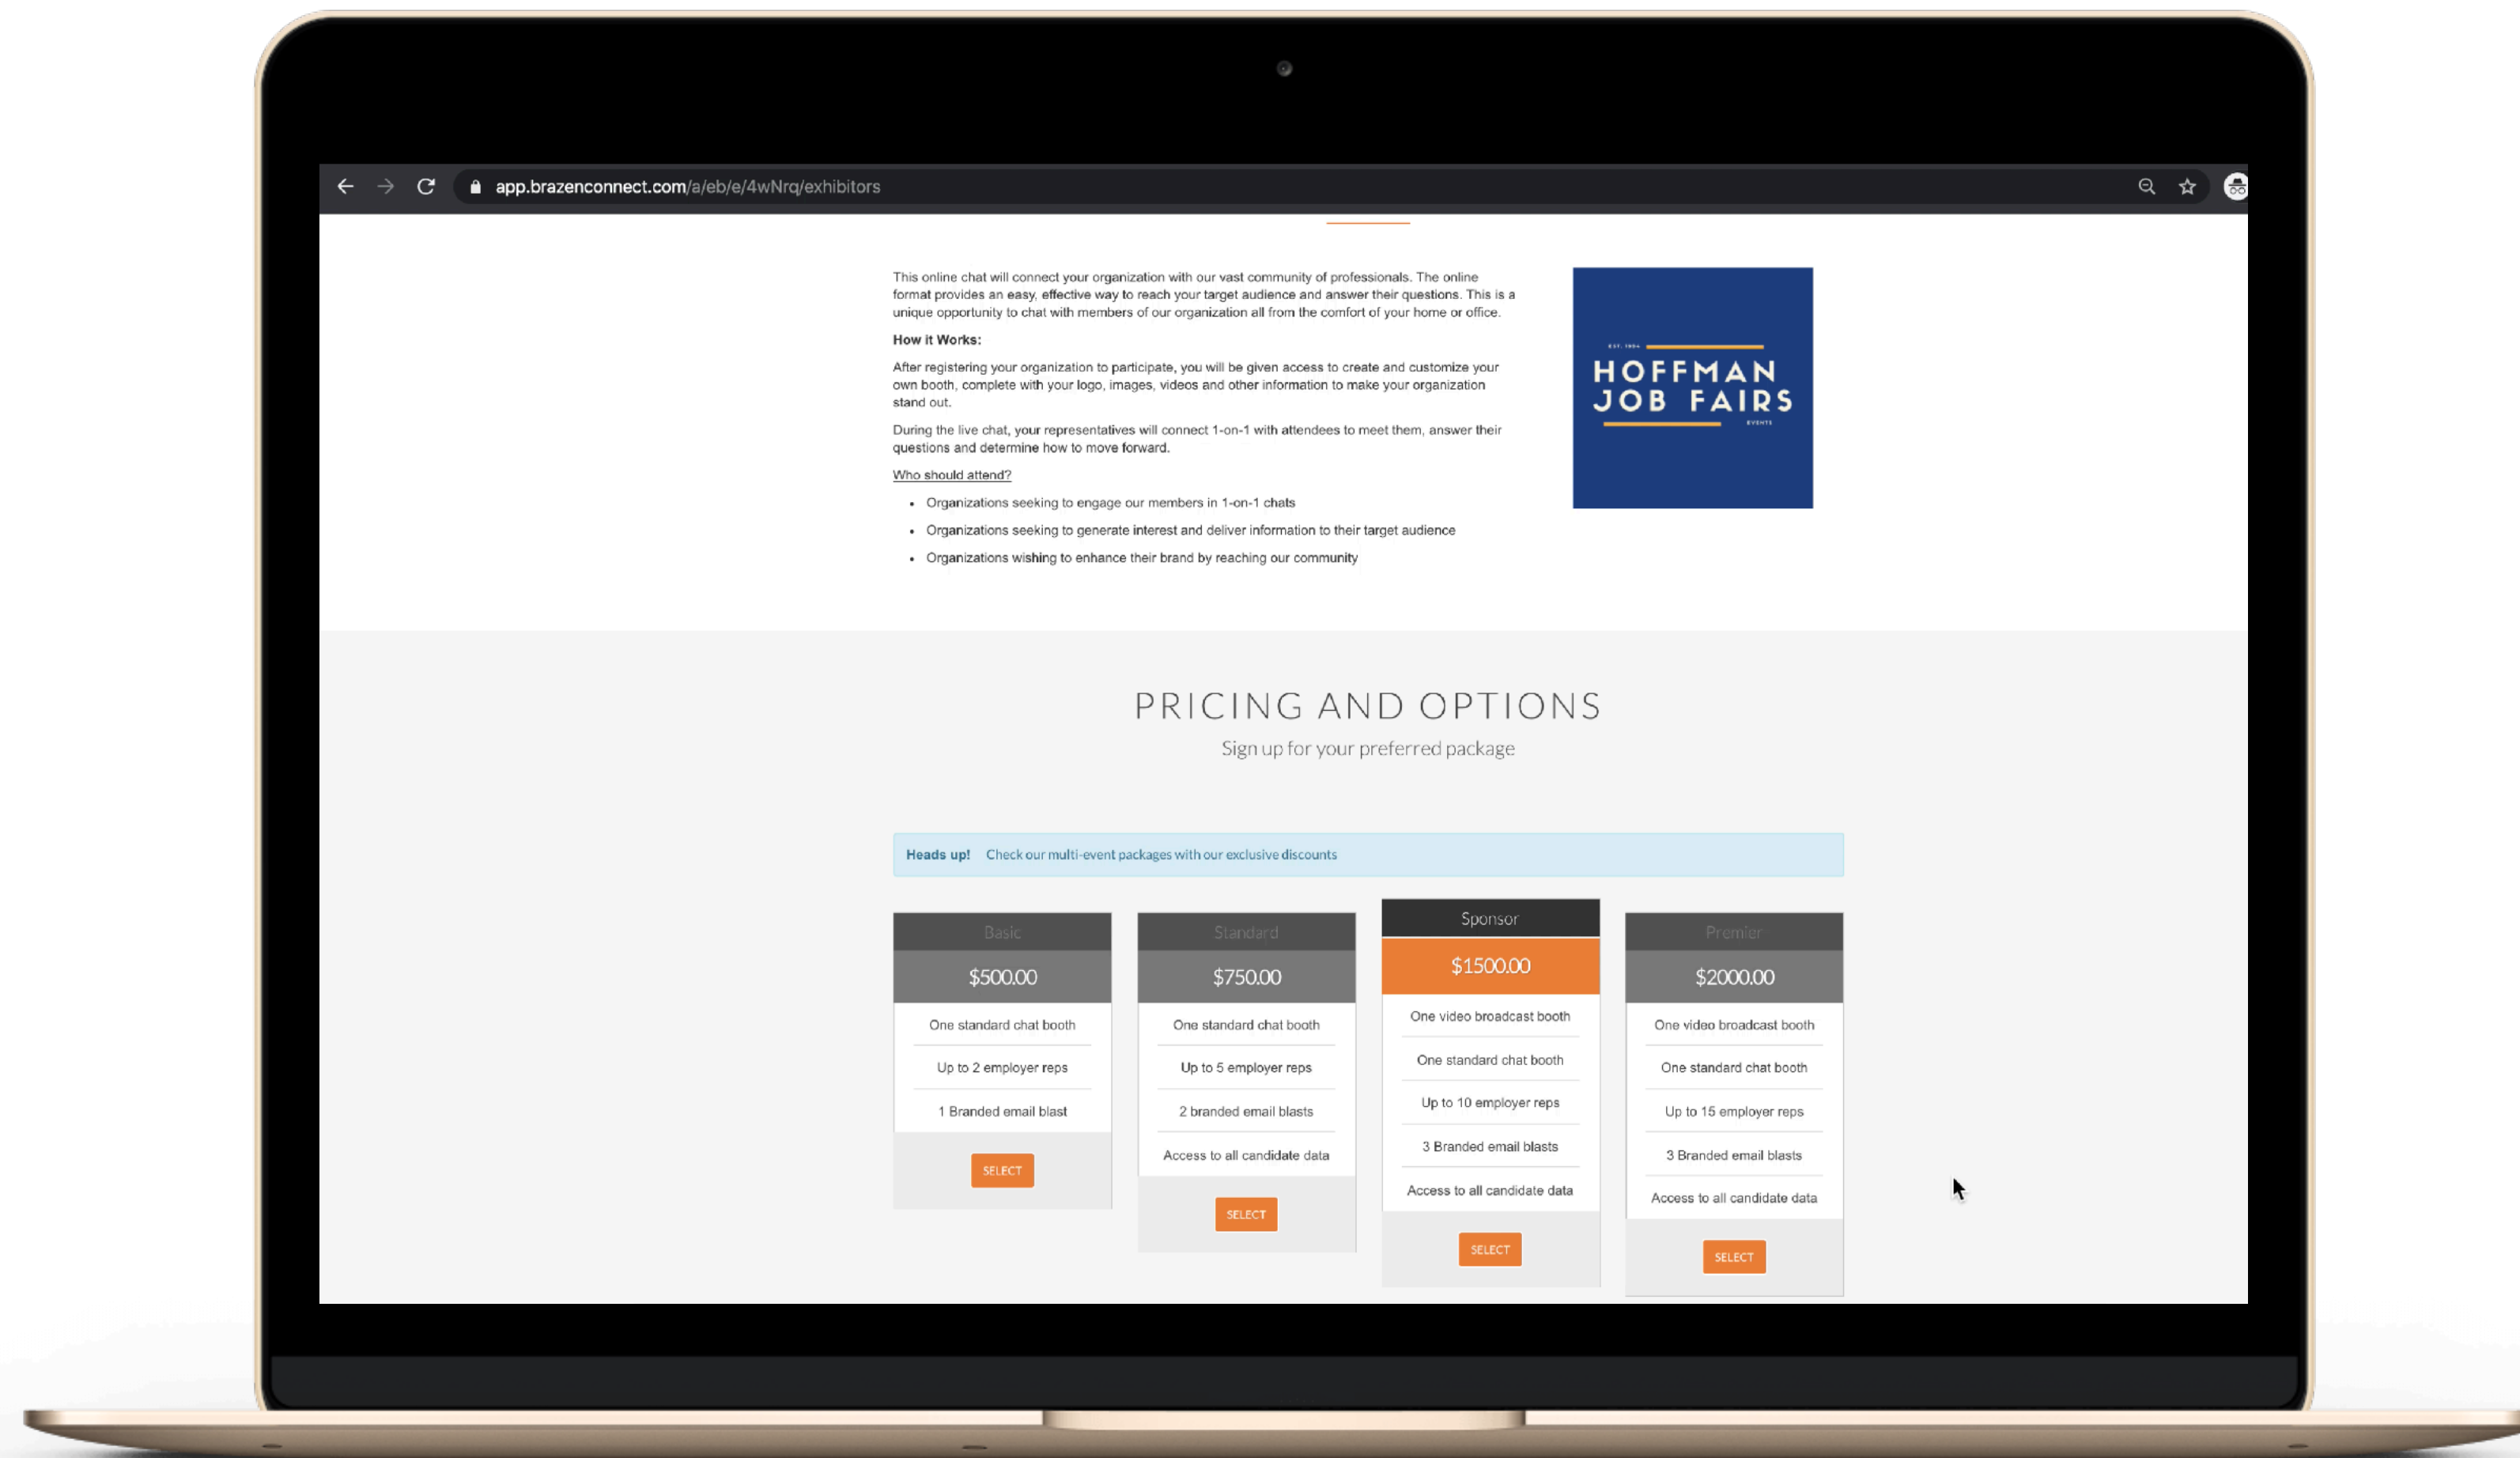 app.brazenconnect.com/a/eb/e/4wNrq/exhibitors
This online chat will connect your organization with our vast community of professionals. The online
format provides an easy, effective way to reach your target audience and answer their questions. This is a
unique opportunity to chat with members of our organization all from the comfort of your home or office.
How it Works:
After registering your organization to participate, you will be given access to create and customize your
own booth, complete with your logo, images, videos and other information to make your organization
stand out.
During the live chat, your representatives will connect 1-on-1 with attendees to meet them, answer their
questions and determine how to move forward.
Who should attend?
• Organizations seeking to engage our members in 1-on-1 chats
• Organizations seeking to generate interest and deliver information to their target audience
• Organizations wishing to enhance their brand by reaching our community
EST. 1994
HOFFMAN
JOB FAIRS
EVENTS
PRICING AND OPTIONS
Sign up for your preferred package
Heads up! Check our multi-event packages with our exclusive discounts
Basic
$500.00
One standard chat booth
Up to 2 employer reps
1 Branded email blast
SELECT
Standard
$750.00
One standard chat booth
Up to 5 employer reps
2 branded email blasts
Access to all candidate data
SELECT
Sponsor
$1500.00
One video broadcast booth
One standard chat booth
Up to 10 employer reps
3 Branded email blasts
Access to all candidate data
SELECT
Premier
$2000.00
One video broadcast booth
One standard chat booth
Up to 15 employer reps
3 Branded email blasts
Access to all candidate data
SELECT